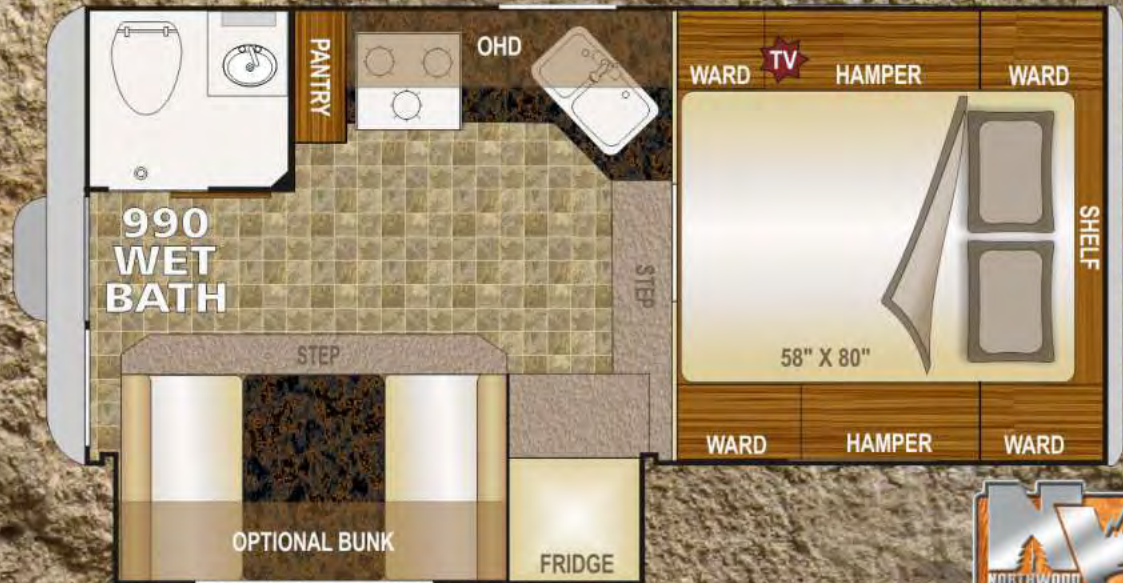 PANTRY
OHD
WARD
TV
HAMPER
WARD
SHELF
990
WET
BATH
STEP
STEP
58" X 80"
WARD
HAMPER
WARD
OPTIONAL BUNK
FRIDGE
NORTHWOOD